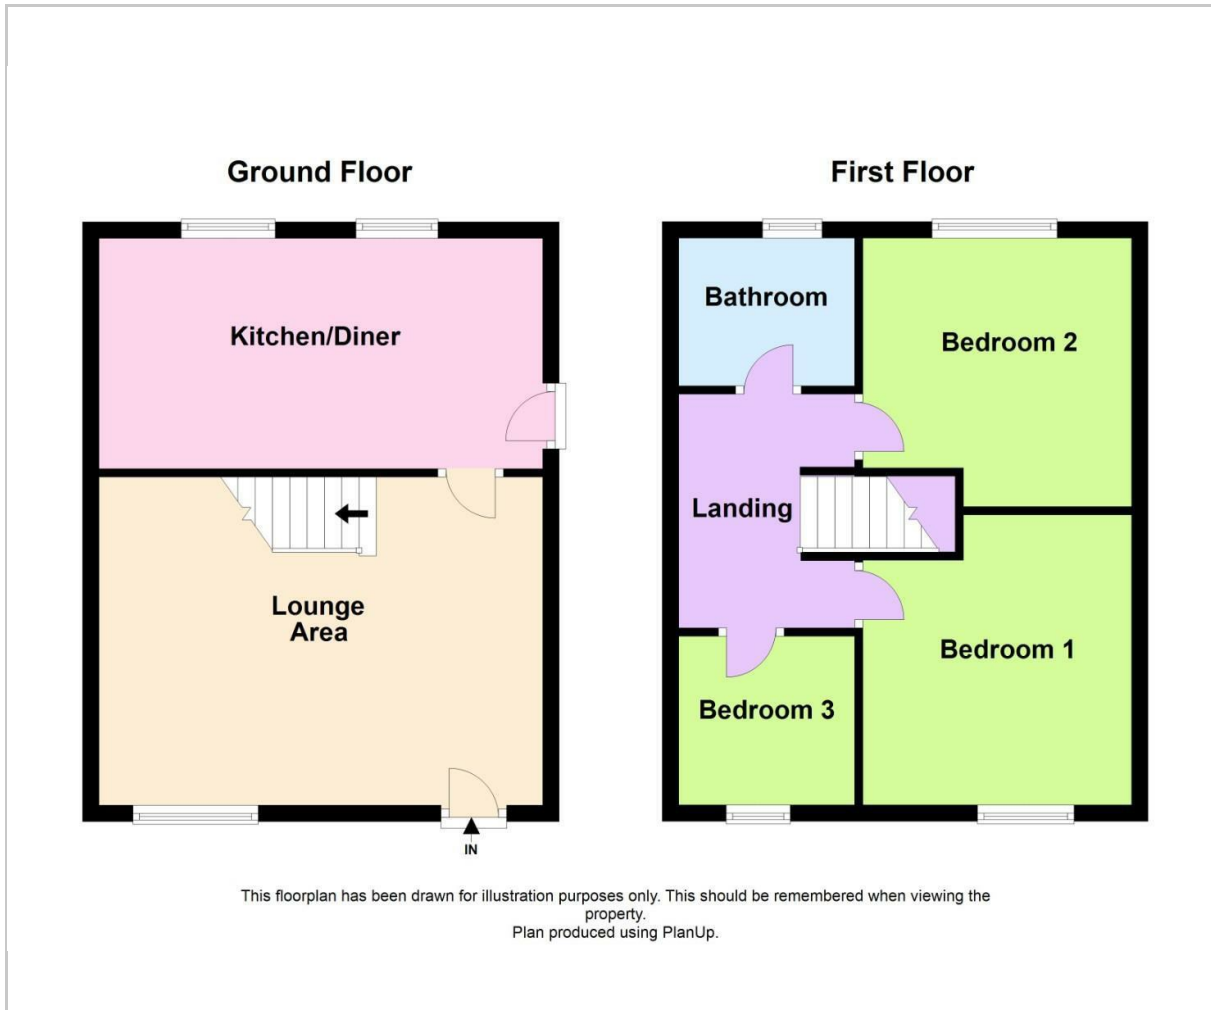 Ground Floor
Kitchen/Diner
Lounge
Area
IN
First Floor
Bathroom
Bedroom 2
Landing
Bedroom 1
Bedroom 3
This floorplan has been drawn for illustration purposes only. This should be remembered when viewing the
property.
Plan produced using PlanUp.